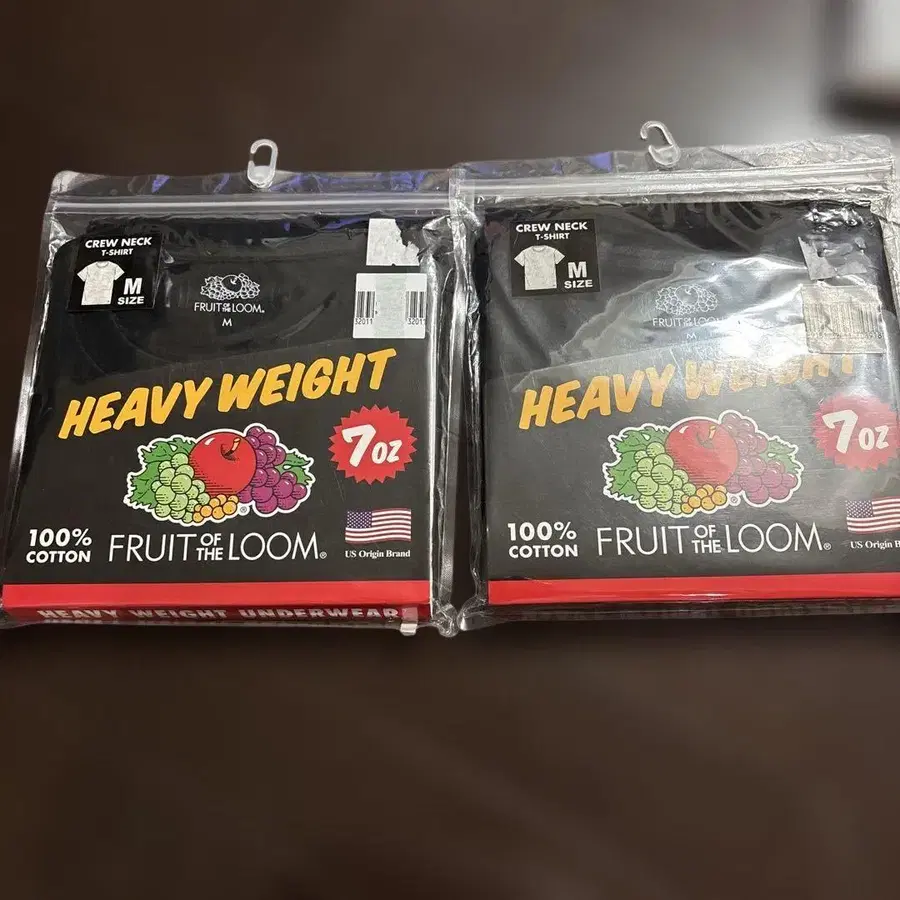 CREW NECK
T-SHIRT
M
SIZE
FRUIT OF THE LOOM®
M
32011 32011
HEAVY WEIGHT
7oz
100%
COTTON
FRUIT OF THE LOOM®
US Origin Brand
HEAVY WEIGHT UNDERWEAR
CREW NECK
T-SHIRT
M
SIZE
FRUIT OF THE LOOM
M
HEAVY WEIGHT
7oz
100%
COTTON
FRUIT OF THE LOOM®
US Origin B